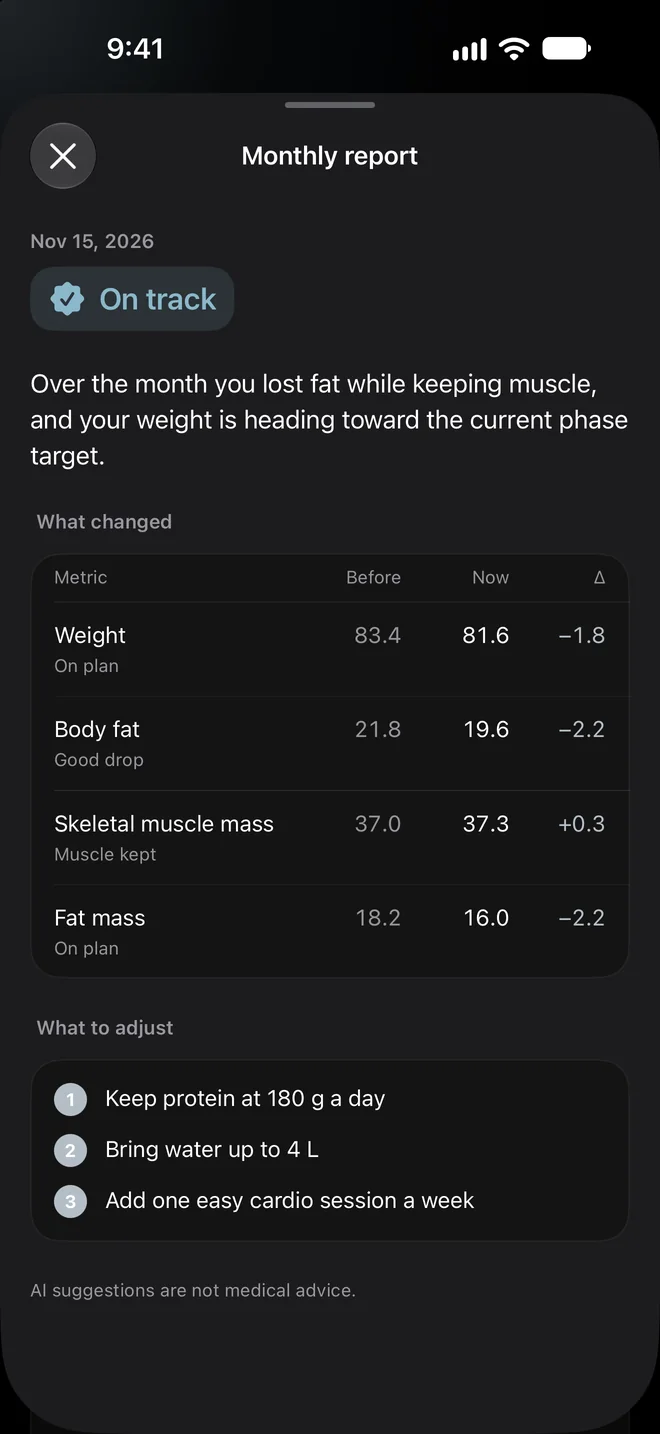 9:41
Monthly report
Nov 15, 2026
On track
Over the month you lost fat while keeping muscle,
and your weight is heading toward the current phase
target.
What changed
Metric Before Now Δ
Weight 83.4 81.6 −1.8
On plan
Body fat 21.8 19.6 −2.2
Good drop
Skeletal muscle mass 37.0 37.3 +0.3
Muscle kept
Fat mass 18.2 16.0 −2.2
On plan
What to adjust
1 Keep protein at 180 g a day
2 Bring water up to 4 L
3 Add one easy cardio session a week
AI suggestions are not medical advice.